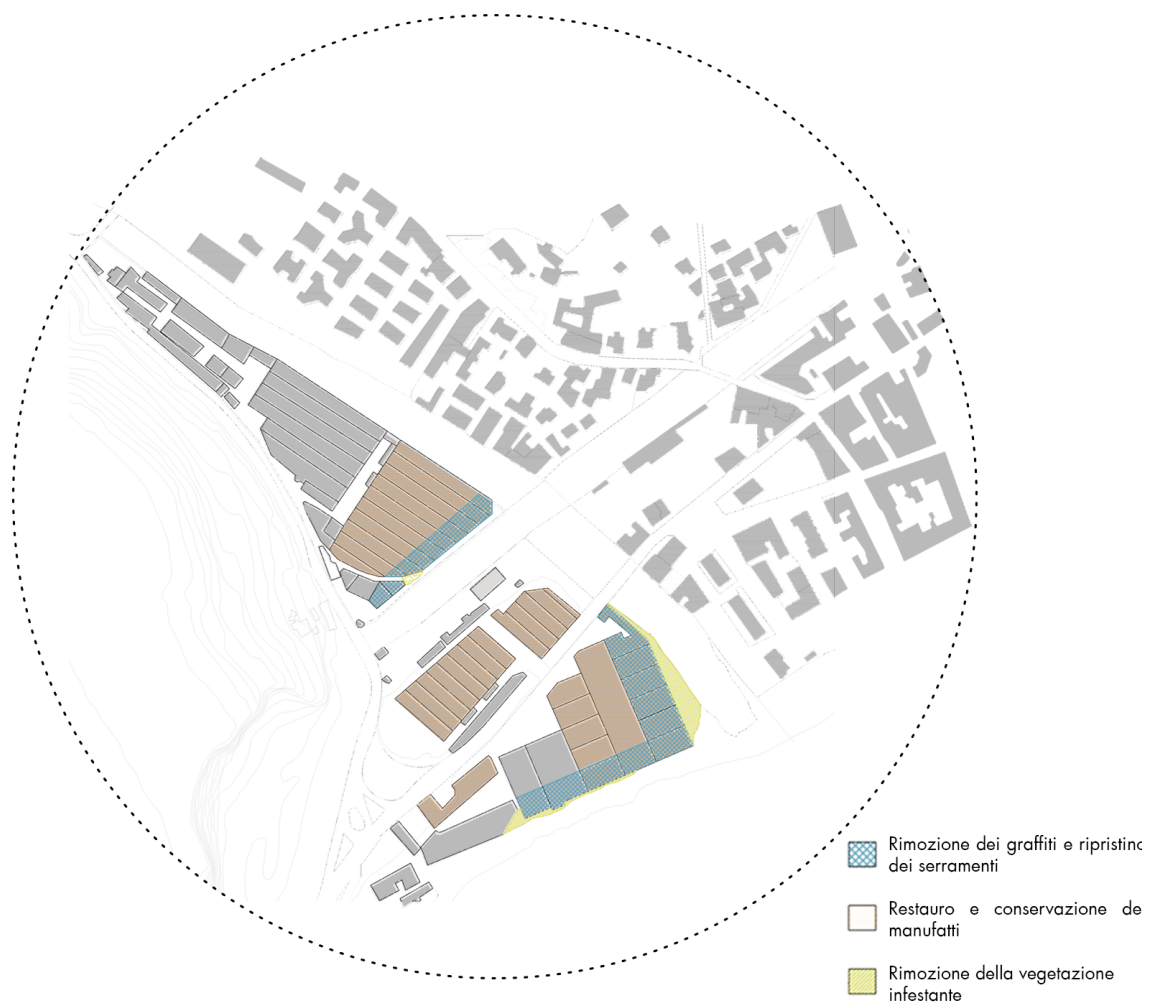 Rimozione dei graffiti e ripristino
dei serramenti
Restauro e conservazione de
manufatti
Rimozione della vegetazione
infestante